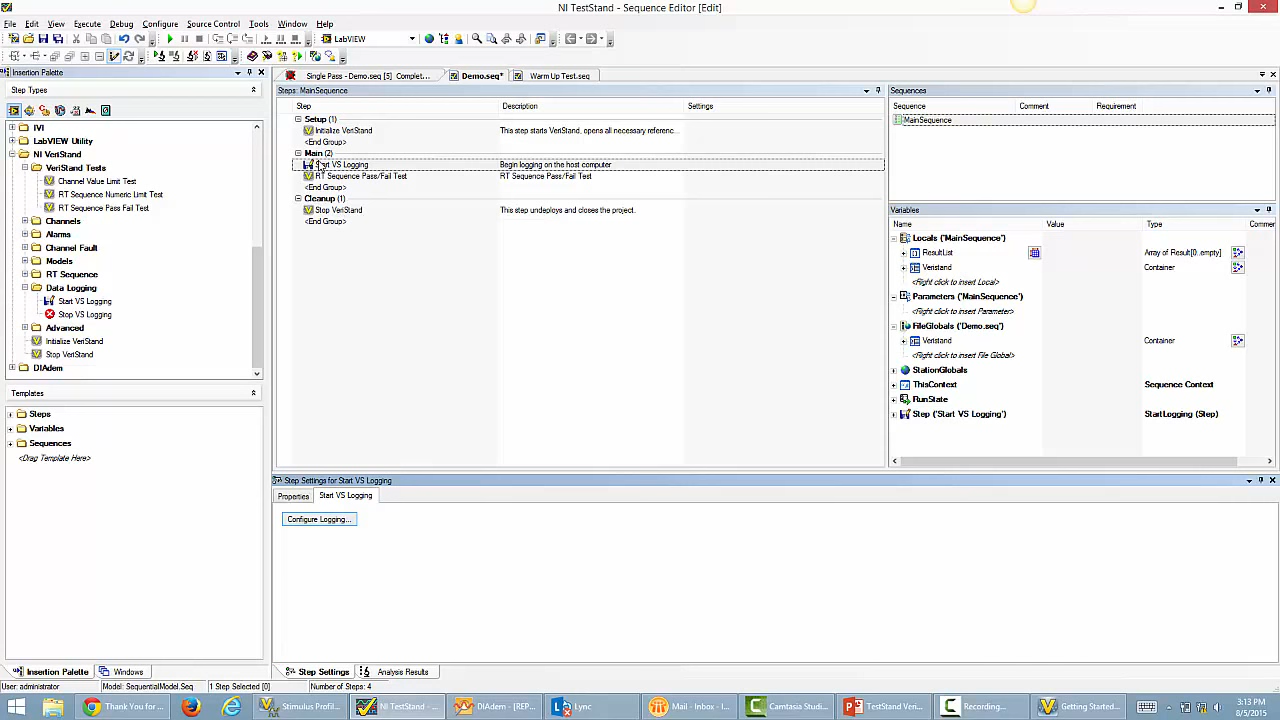 NI TestStand - Sequence Editor [Edit]
File Edit View Execute Debug Configure Source Control Tools Window Help
LabVIEW
Insertion Palette
Step Types
IVI
LabVIEW Utility
NI VeriStand
VeriStand Tests
Channel Value Limit Test
RT Sequence Numeric Limit Test
RT Sequence Pass Fail Test
Channels
Alarms
Channel Fault
Models
RT Sequence
Data Logging
Start VS Logging
Stop VS Logging
Advanced
Initialize VeriStand
Stop VeriStand
DIAdem
Templates
Steps
Variables
Sequences
<Drag Template Here>
Insertion Palette Windows
Single Pass - Demo.seq [5] Complet... Demo.seq* Warm Up Test.seq
Steps: MainSequence
Step Description Settings
Setup (1)
Initialize VeriStand This step starts VeriStand, opens all necessary referenc...
<End Group>
Main (2)
Start VS Logging Begin logging on the host computer
RT Sequence Pass/Fail Test RT Sequence Pass/Fail Test
<End Group>
Cleanup (1)
Stop VeriStand This step undeploys and closes the project.
<End Group>
Sequences
Sequence Comment Requirement
MainSequence
Variables
Name Value Type Commer
Locals ('MainSequence')
ResultList Array of Result[0..empty]
Veristand Container
<Right click to insert Local>
Parameters ('MainSequence')
<Right click to insert Parameter>
FileGlobals ('Demo.seq')
Veristand Container
<Right click to insert File Global>
StationGlobals
ThisContext Sequence Context
RunState
Step ('Start VS Logging') StartLogging (Step)
Step Settings for Start VS Logging
Properties Start VS Logging
Configure Logging...
Step Settings Analysis Results
User: administrator Model: SequentialModel.Seq 1 Step Selected [0] Number of Steps: 4
Thank You for ... Stimulus Profil... NI TestStand - ... DIAdem - [REP... Lync Mail - Inbox - I... Camtasia Studi... TestStand Veri... Recording... Getting Started... 3:13 PM
8/5/2015